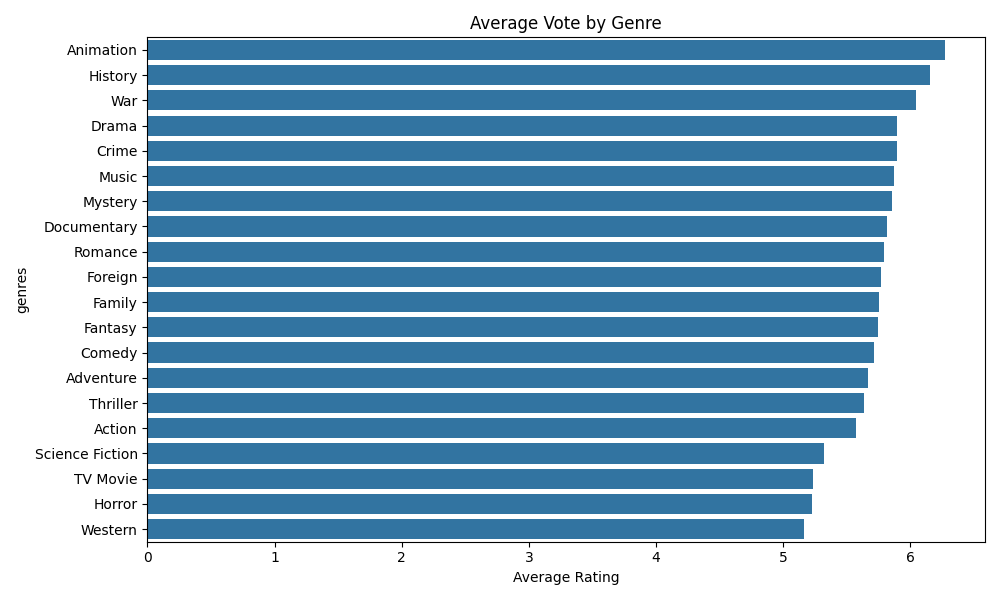 Average Vote by Genre
genres
Animation
History
War
Drama
Crime
Music
Mystery
Documentary
Romance
Foreign
Family
Fantasy
Comedy
Adventure
Thriller
Action
Science Fiction
TV Movie
Horror
Western
0 1 2 3 4 5 6
Average Rating